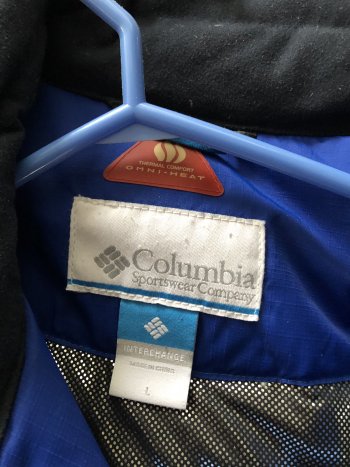 THERMAL COMFORT
OMNI-HEAT
Columbia
Sportswear Company
INTERCHANGE
MADE IN CHINA
L